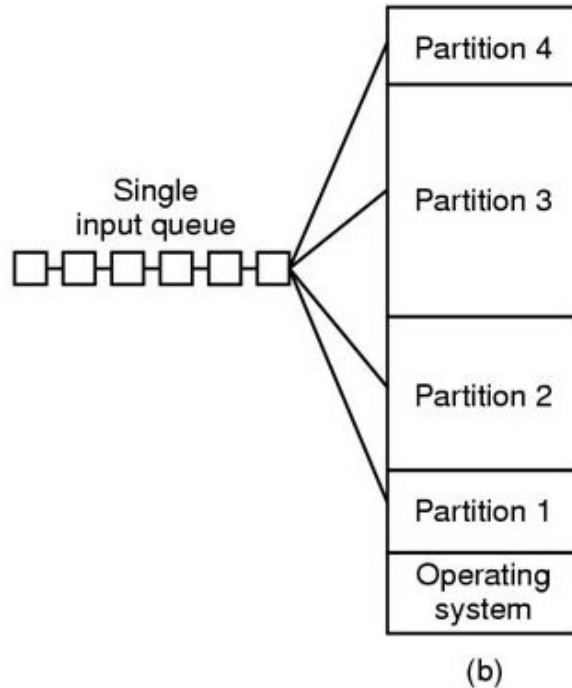 Single
input queue
Partition 4
Partition 3
Partition 2
Partition 1
Operating
system
(b)